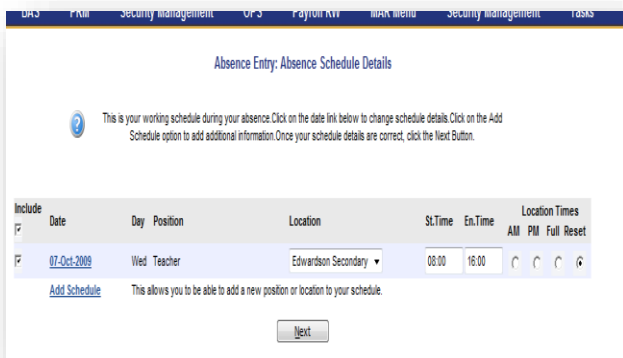 DAS PRM Security Management OPS Payroll RW MAR Menu Security Management Tasks
Absence Entry: Absence Schedule Details
This is your working schedule during your absence.Click on the date link below to change schedule details.Click on the Add
Schedule option to add additional information.Once your schedule details are correct, click the Next Button.
Include Date Day Position Location St.Time En.Time Location Times
AM PM Full Reset
07-Oct-2009 Wed Teacher Edwardson Secondary 08:00 16:00
Add Schedule This allows you to be able to add a new position or location to your schedule.
Next